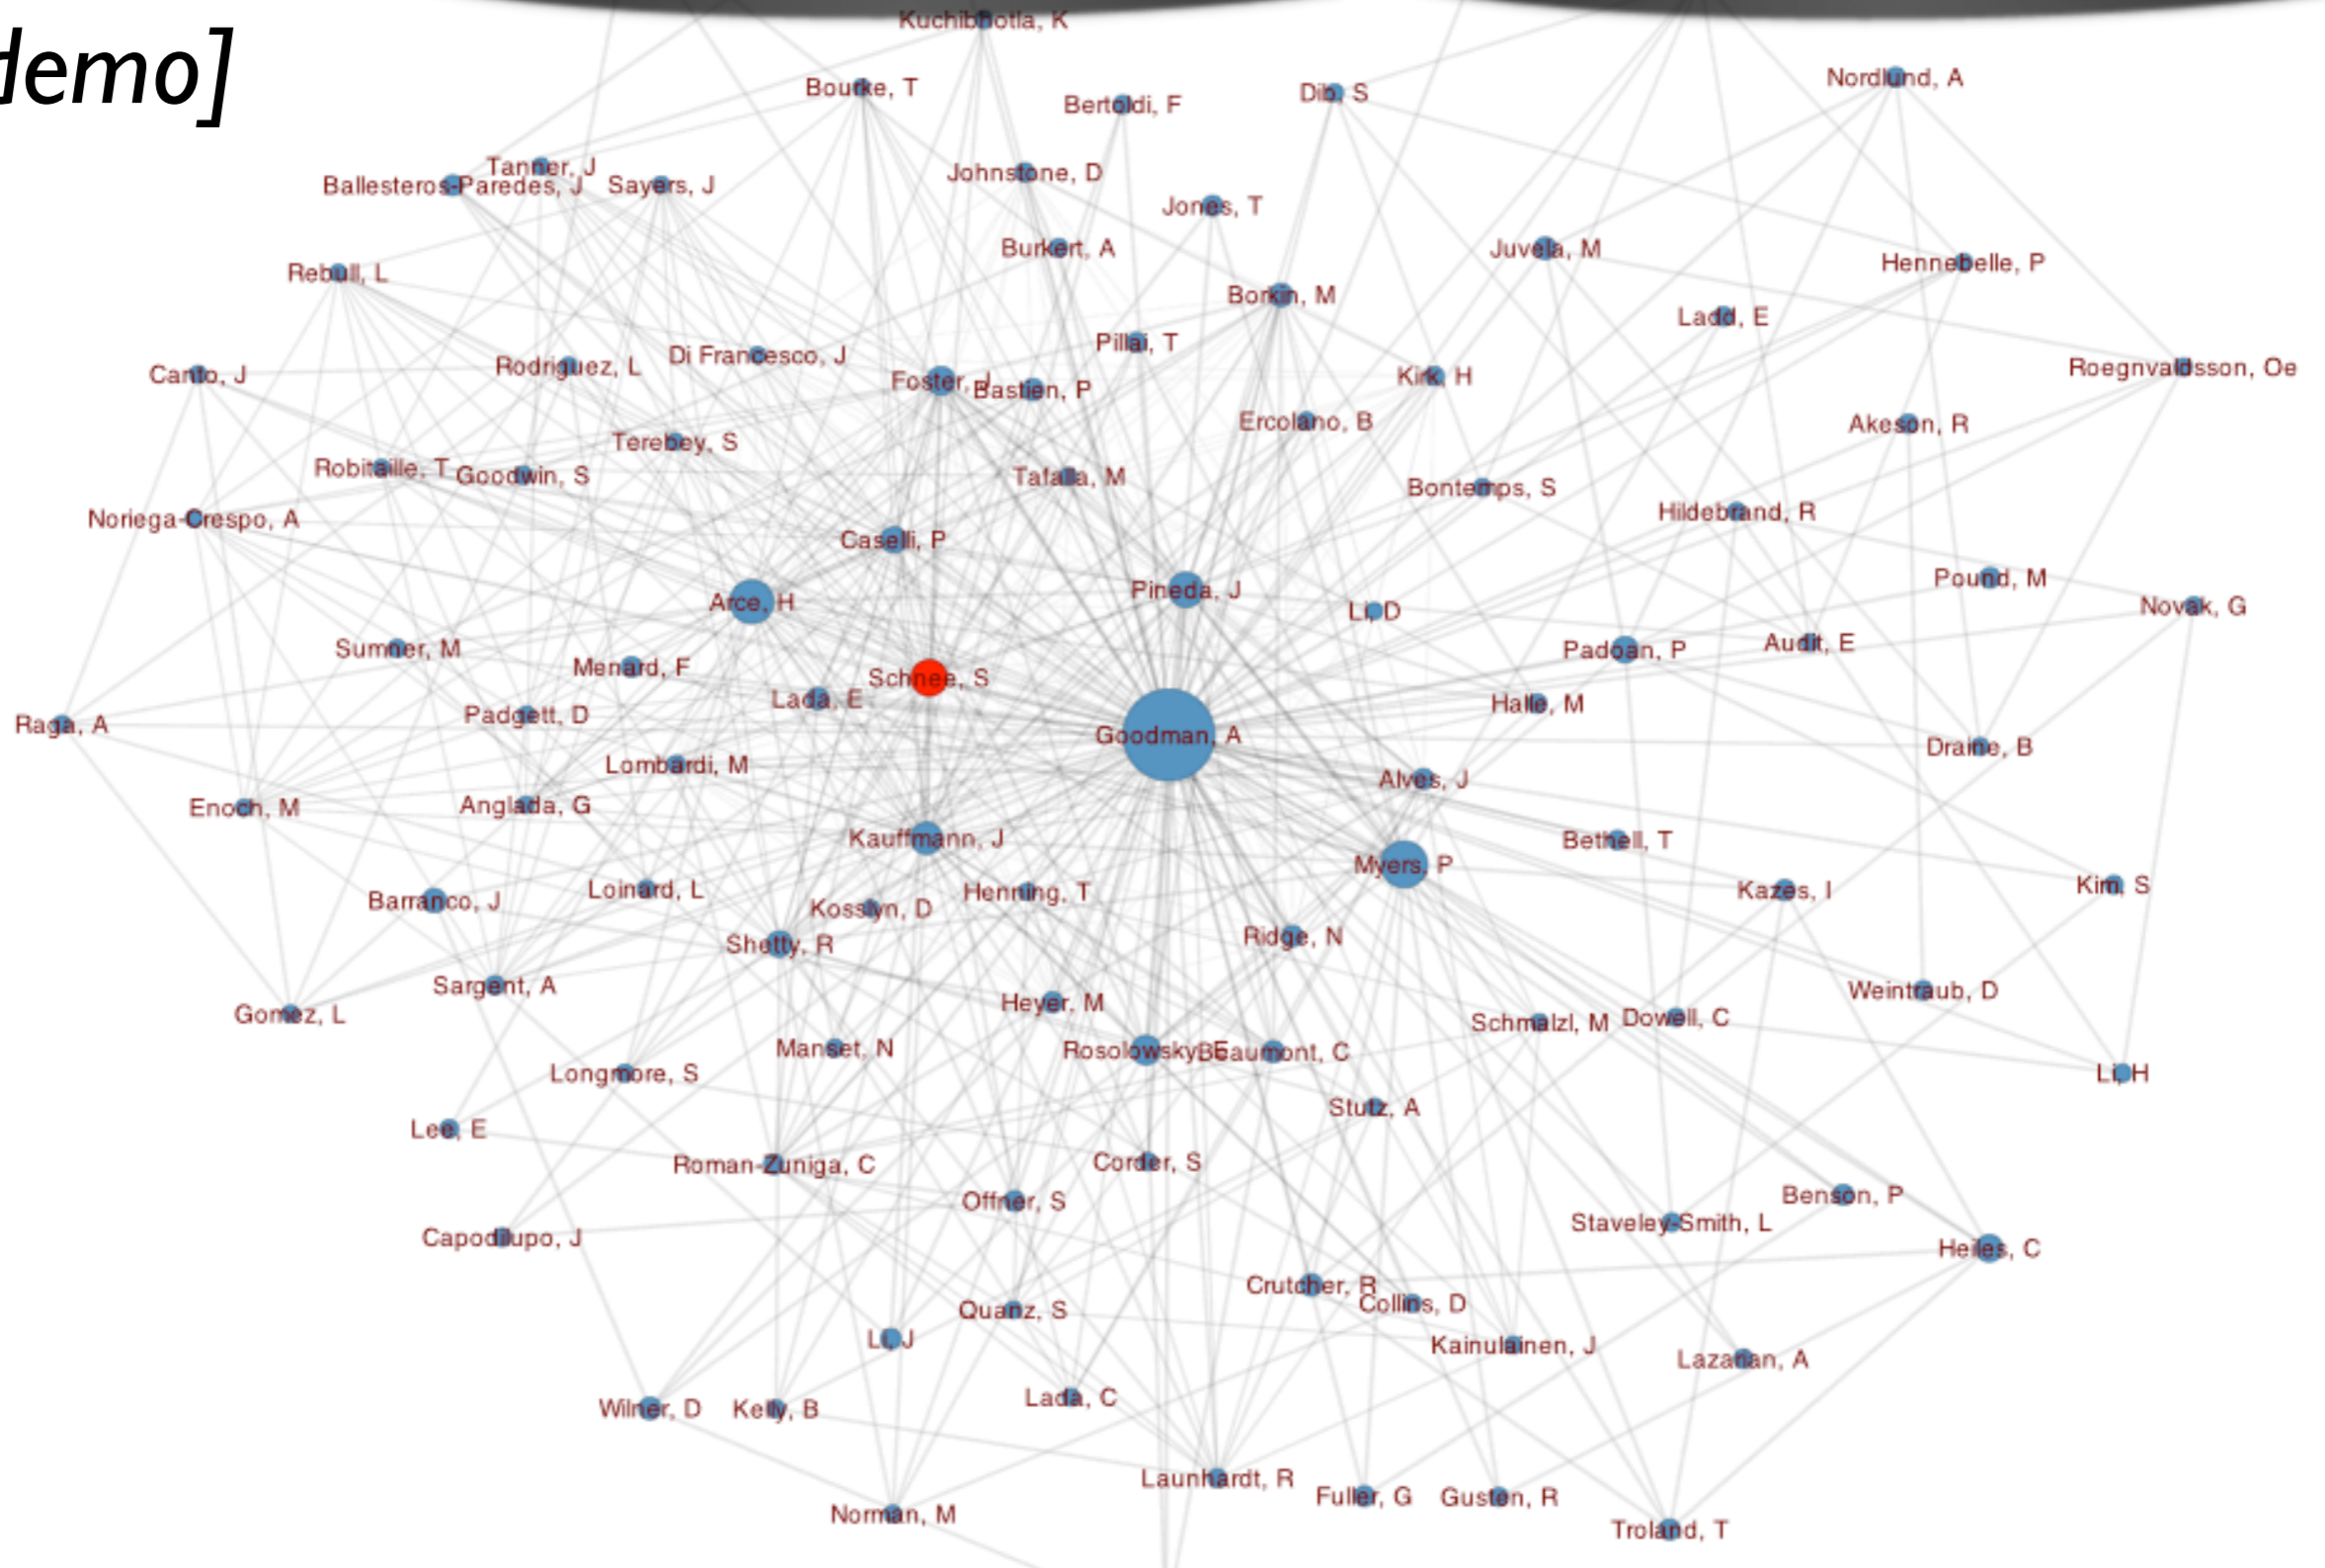 demo]
Kuchibhotla, K
Nordlund, A
Bourke, T
Dib, S
Bertoldi, F
Tanner, J
Johnstone, D
Ballesteros-Paredes, J
Sayers, J
Jones, T
Burkert, A
Juvela, M
Hennebelle, P
Rebull, L
Borkin, M
Ladd, E
Pillai, T
Di Francesco, J
Rodriguez, L
Roegnvaldsson, Oe
Canto, J
Kirk, H
Foster, J
Bastien, P
Ercolano, B
Akeson, R
Terebey, S
Robitaille, T
Goodwin, S
Tafalla, M
Bontemps, S
Hildebrand, R
Noriega-Crespo, A
Caselli, P
Pound, M
Pineda, J
Arce, H
Novak, G
Li, D
Audit, E
Sumner, M
Padoan, P
Menard, F
Schnee, S
Lada, E
Halle, M
Padgett, D
Raga, A
Goodman, A
Draine, B
Lombardi, M
Alves, J
Anglada, G
Enoch, M
Kauffmann, J
Bethell, T
Myers, P
Kim, S
Loinard, L
Henning, T
Kazes, I
Barranco, J
Kosslyn, D
Ridge, N
Shetty, R
Sargent, A
Weintraub, D
Heyer, M
Gomez, L
Dowell, C
Schmalzl, M
Manset, N
Rosolowsky, E
Beaumont, C
Longmore, S
Li, H
Stutz, A
Lee, E
Corder, S
Roman-Zuniga, C
Benson, P
Offner, S
Staveley-Smith, L
Capodilupo, J
Heiles, C
Crutcher, R
Collins, D
Quanz, S
Li, J
Kainulainen, J
Lazarian, A
Lada, C
Wilner, D
Kelly, B
Launhardt, R
Fuller, G
Gusten, R
Norman, M
Troland, T